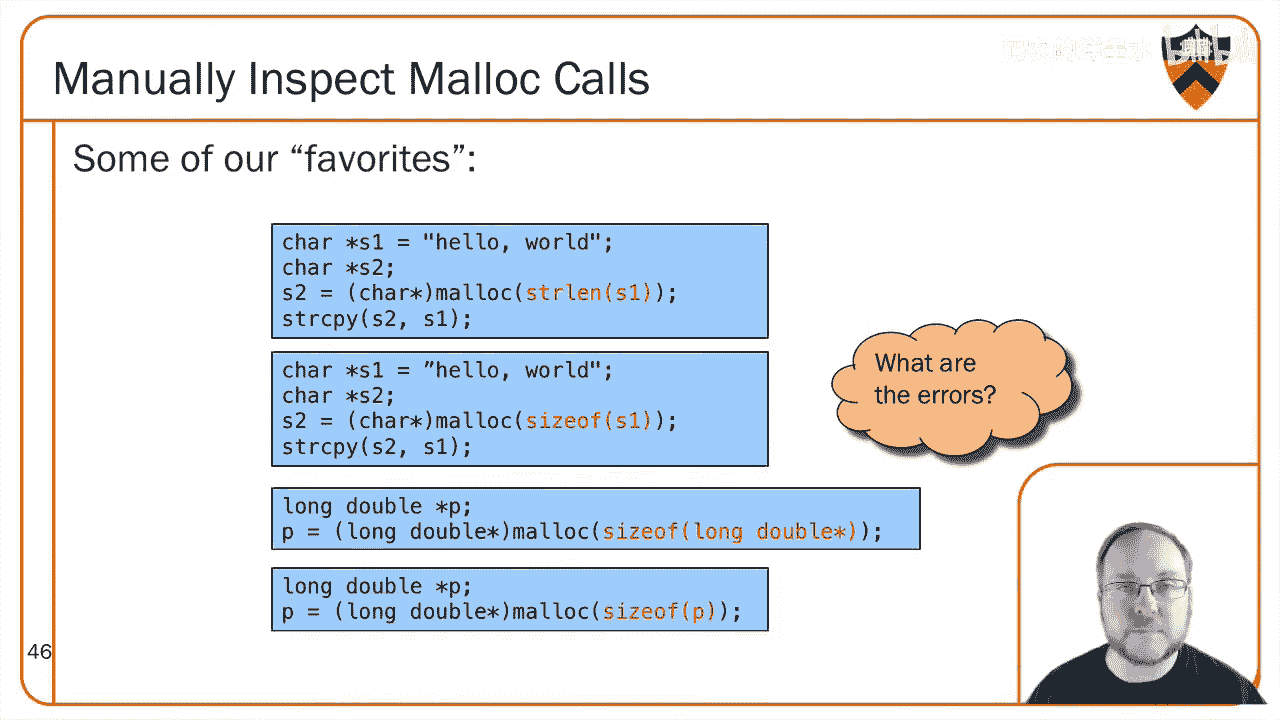 Manually Inspect Malloc Calls
Some of our “favorites”:
char *s1 = "hello, world";
char *s2;
s2 = (char*)malloc(strlen(s1));
strcpy(s2, s1);
char *s1 = ”hello, world";
char *s2;
s2 = (char*)malloc(sizeof(s1));
strcpy(s2, s1);
What are
the errors?
long double *p;
p = (long double*)malloc(sizeof(long double*));
long double *p;
p = (long double*)malloc(sizeof(p));
46